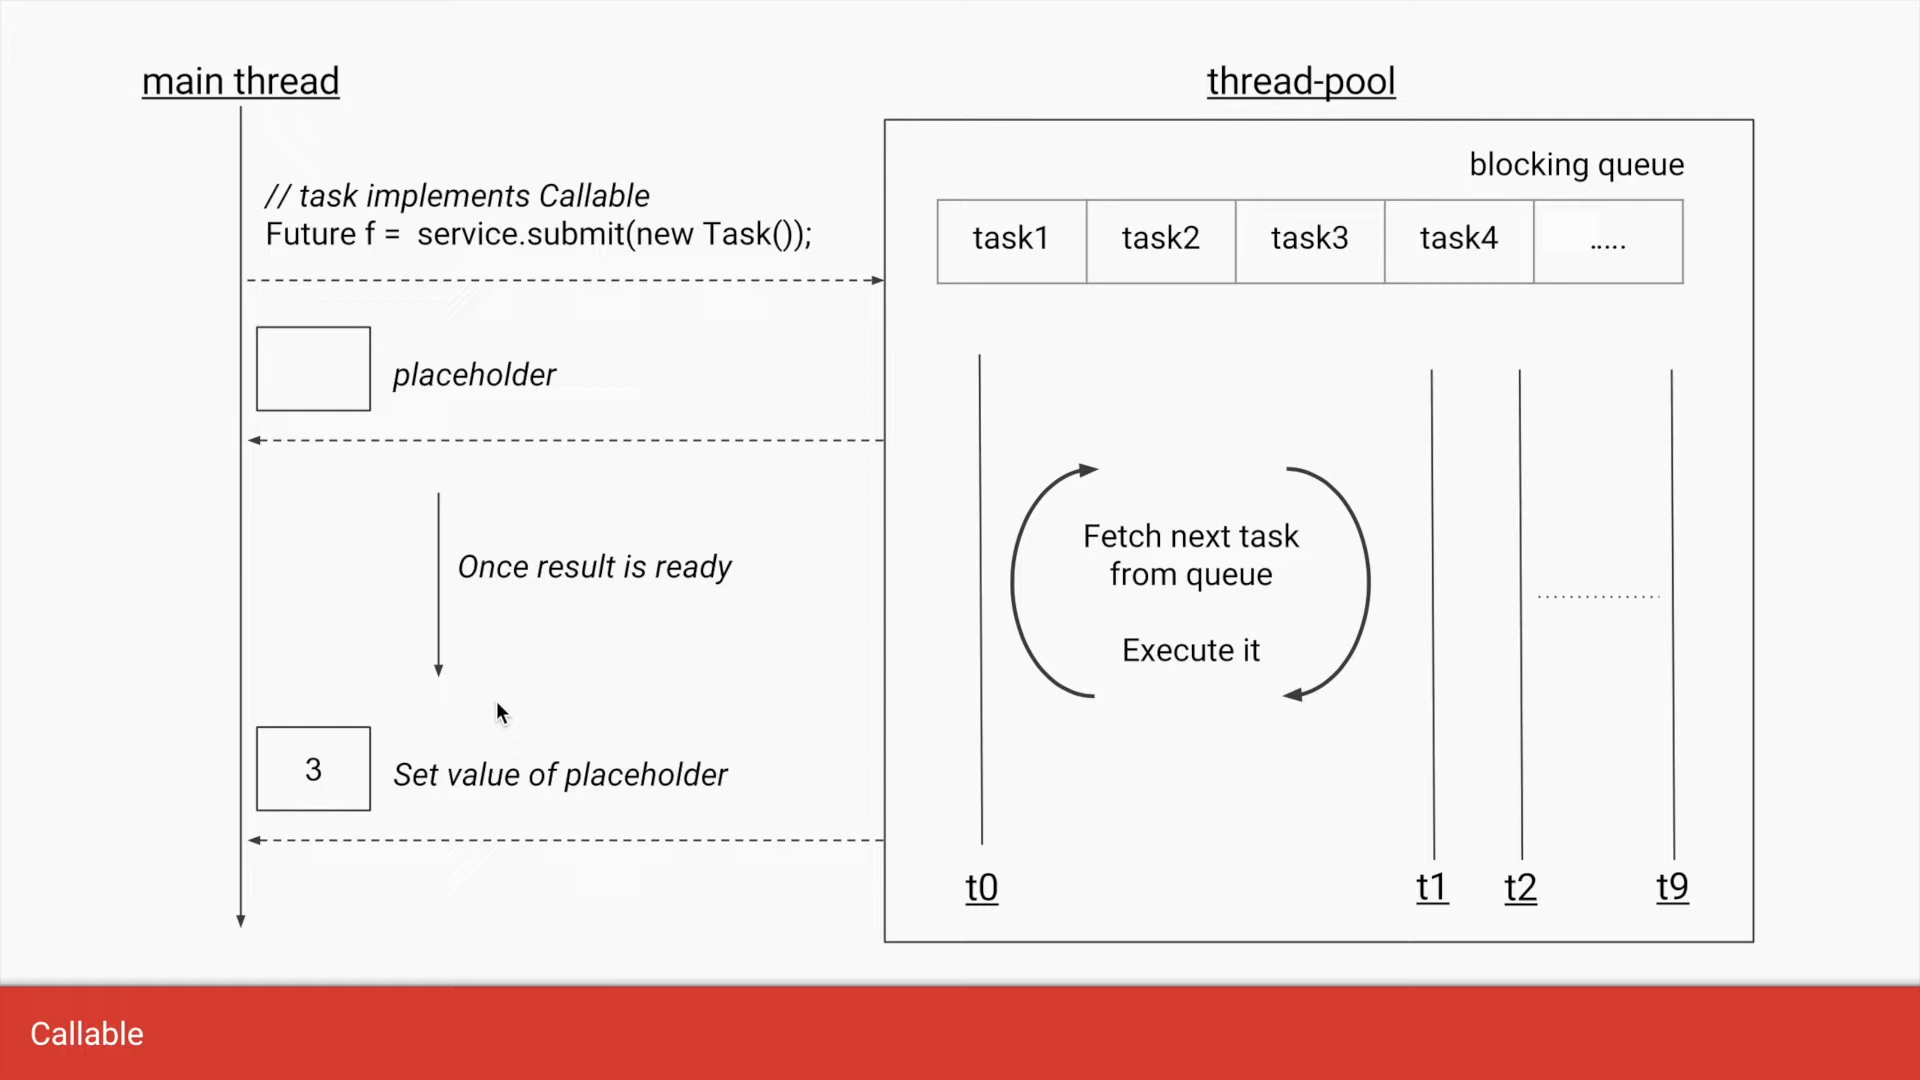 main thread
// task implements Callable
Future f =  service.submit(new Task());
placeholder
Once result is ready
3
Set value of placeholder
thread-pool
blocking queue
task1
task2
task3
task4
.....
Fetch next task
from queue
Execute it
t0
t1
t2
t9
Callable